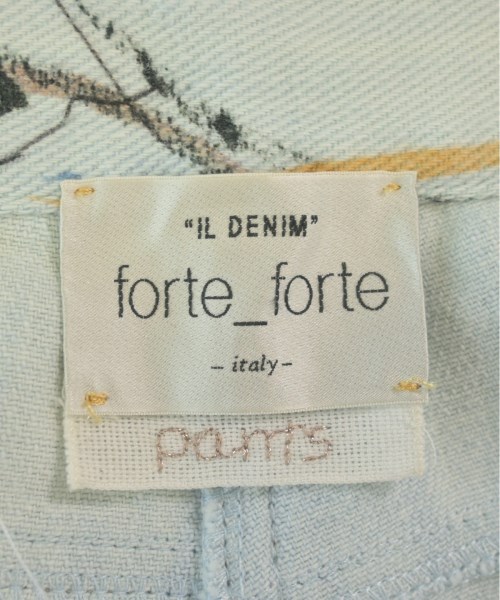 “IL DENIM”
forte_forte
– italy –
pants